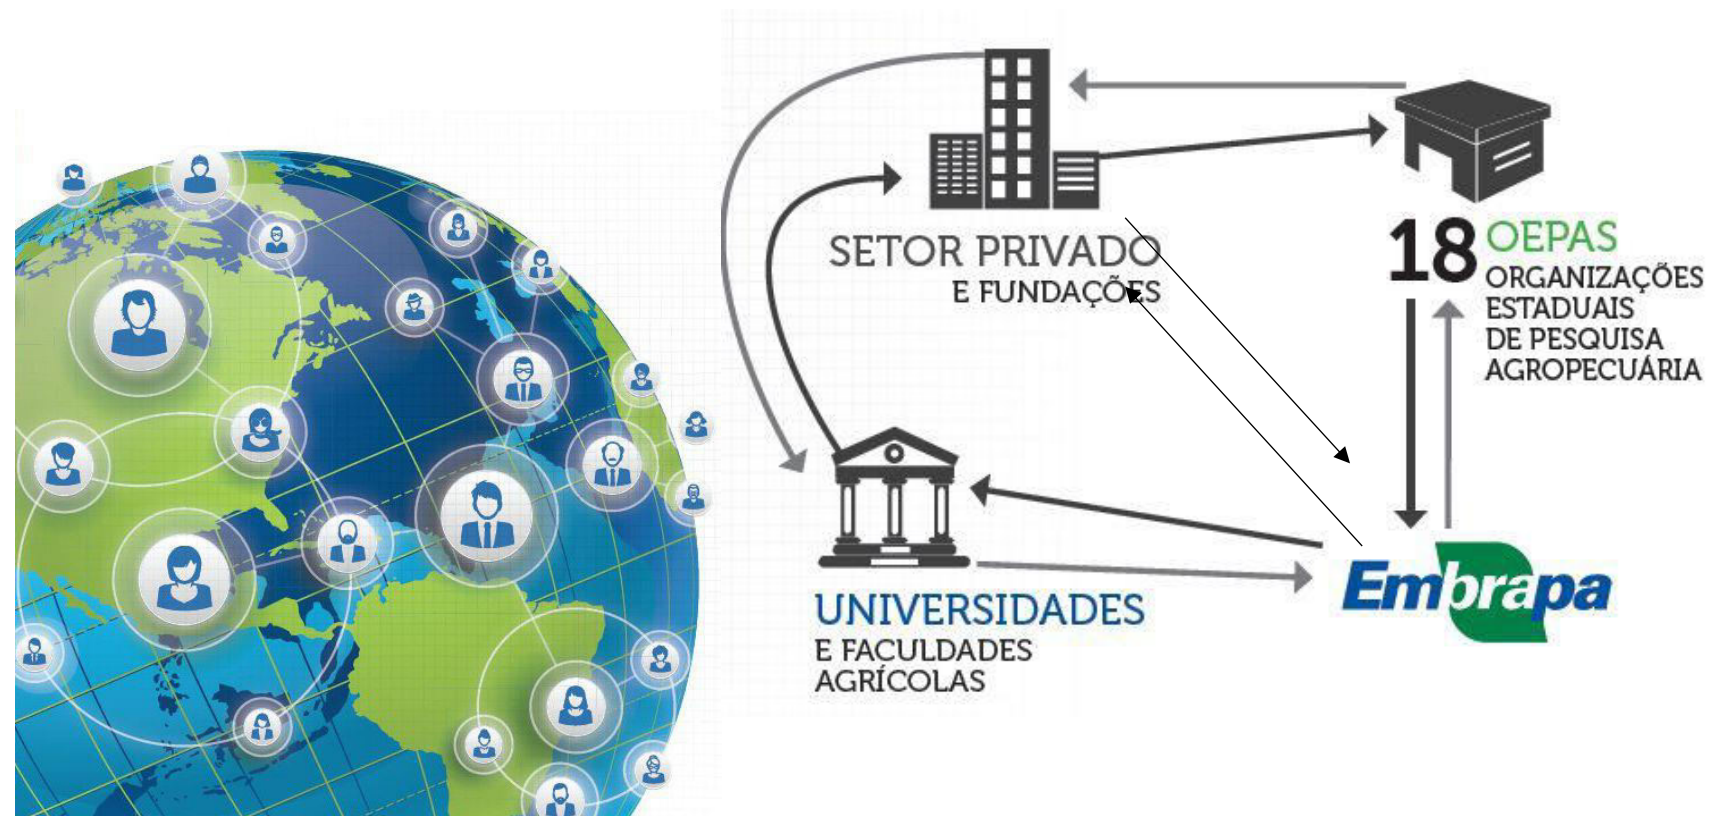 SETOR PRIVADO
E FUNDAÇÕES
18 OEPAS
ORGANIZAÇÕES
ESTADUAIS
DE PESQUISA
AGROPECUÁRIA
Embrapa
UNIVERSIDADES
E FACULDADES
AGRÍCOLAS